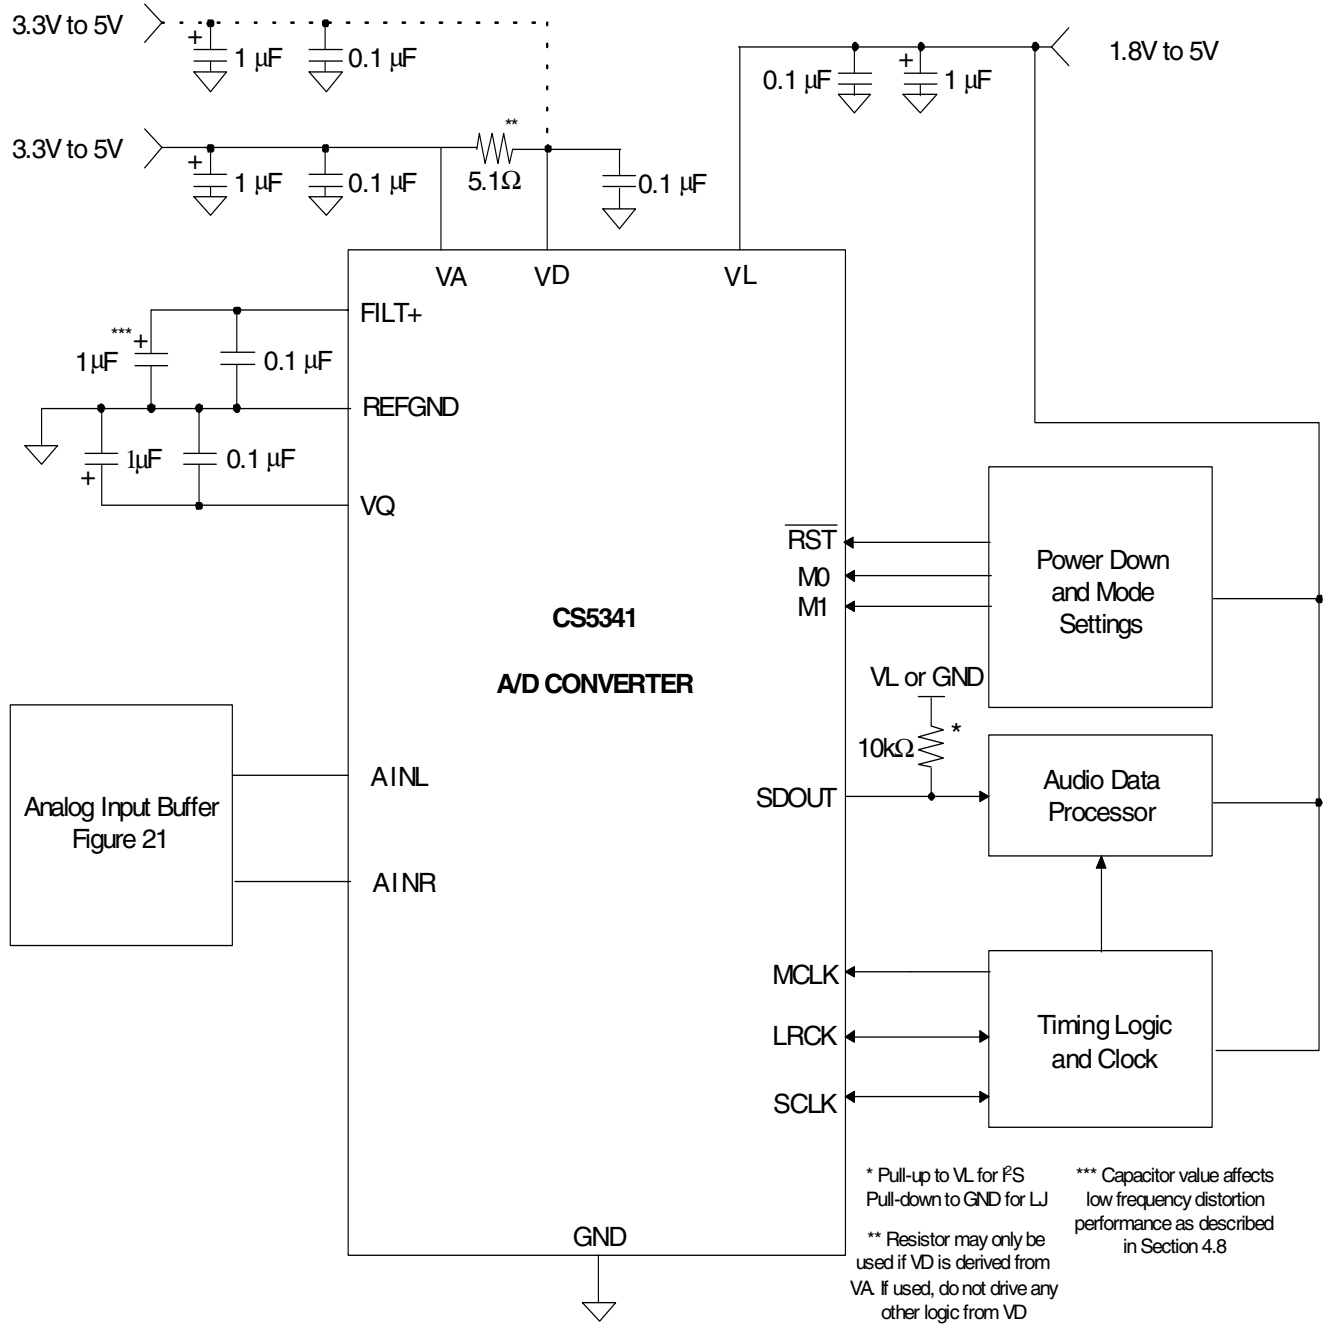 3.3V to 5V
+
1 µF
0.1 µF
1.8V to 5V
0.1 µF
+
1 µF
3.3V to 5V
+
1 µF
0.1 µF
**
5.1Ω
0.1 µF
VA
VD
VL
FILT+
***
+
1µF
0.1 µF
REFGND
1µF
+
0.1 µF
VQ
RST
M0
M1
Power Down
and Mode
Settings
CS5341
A/D CONVERTER
VL or GND
*
10kΩ
Analog Input Buffer
Figure 21
AINL
AINR
SDOUT
Audio Data
Processor
MCLK
LRCK
SCLK
Timing Logic
and Clock
GND
* Pull-up to VL for I²S
Pull-down to GND for LJ
** Resistor may only be
used if VD is derived from
VA. If used, do not drive any
other logic from VD
*** Capacitor value affects
low frequency distortion
performance as described
in Section 4.8